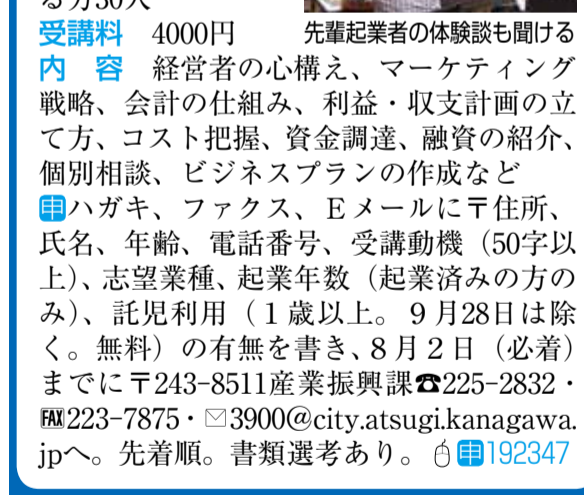 る方30人
受講料 4000円
先輩起業者の体験談も聞ける
内容 経営者の心構え、マーケティング
戦略、会計の仕組み、利益・収支計画の立
て方、コスト把握、資金調達、融資の紹介、
個別相談、ビジネスプランの作成など
申ハガキ、ファクス、Eメールに〒住所、
氏名、年齢、電話番号、受講動機（50字以
上）、志望業種、起業年数（起業済みの方の
み）、託児利用（1歳以上。9月28日は除
く。無料）の有無を書き、8月2日（必着）
までに〒243-8511産業振興課☎225-2832・
FAX223-7875・✉3900@city.atsugi.kanagawa.
jpへ。先着順。書類選考あり。🖱申192347